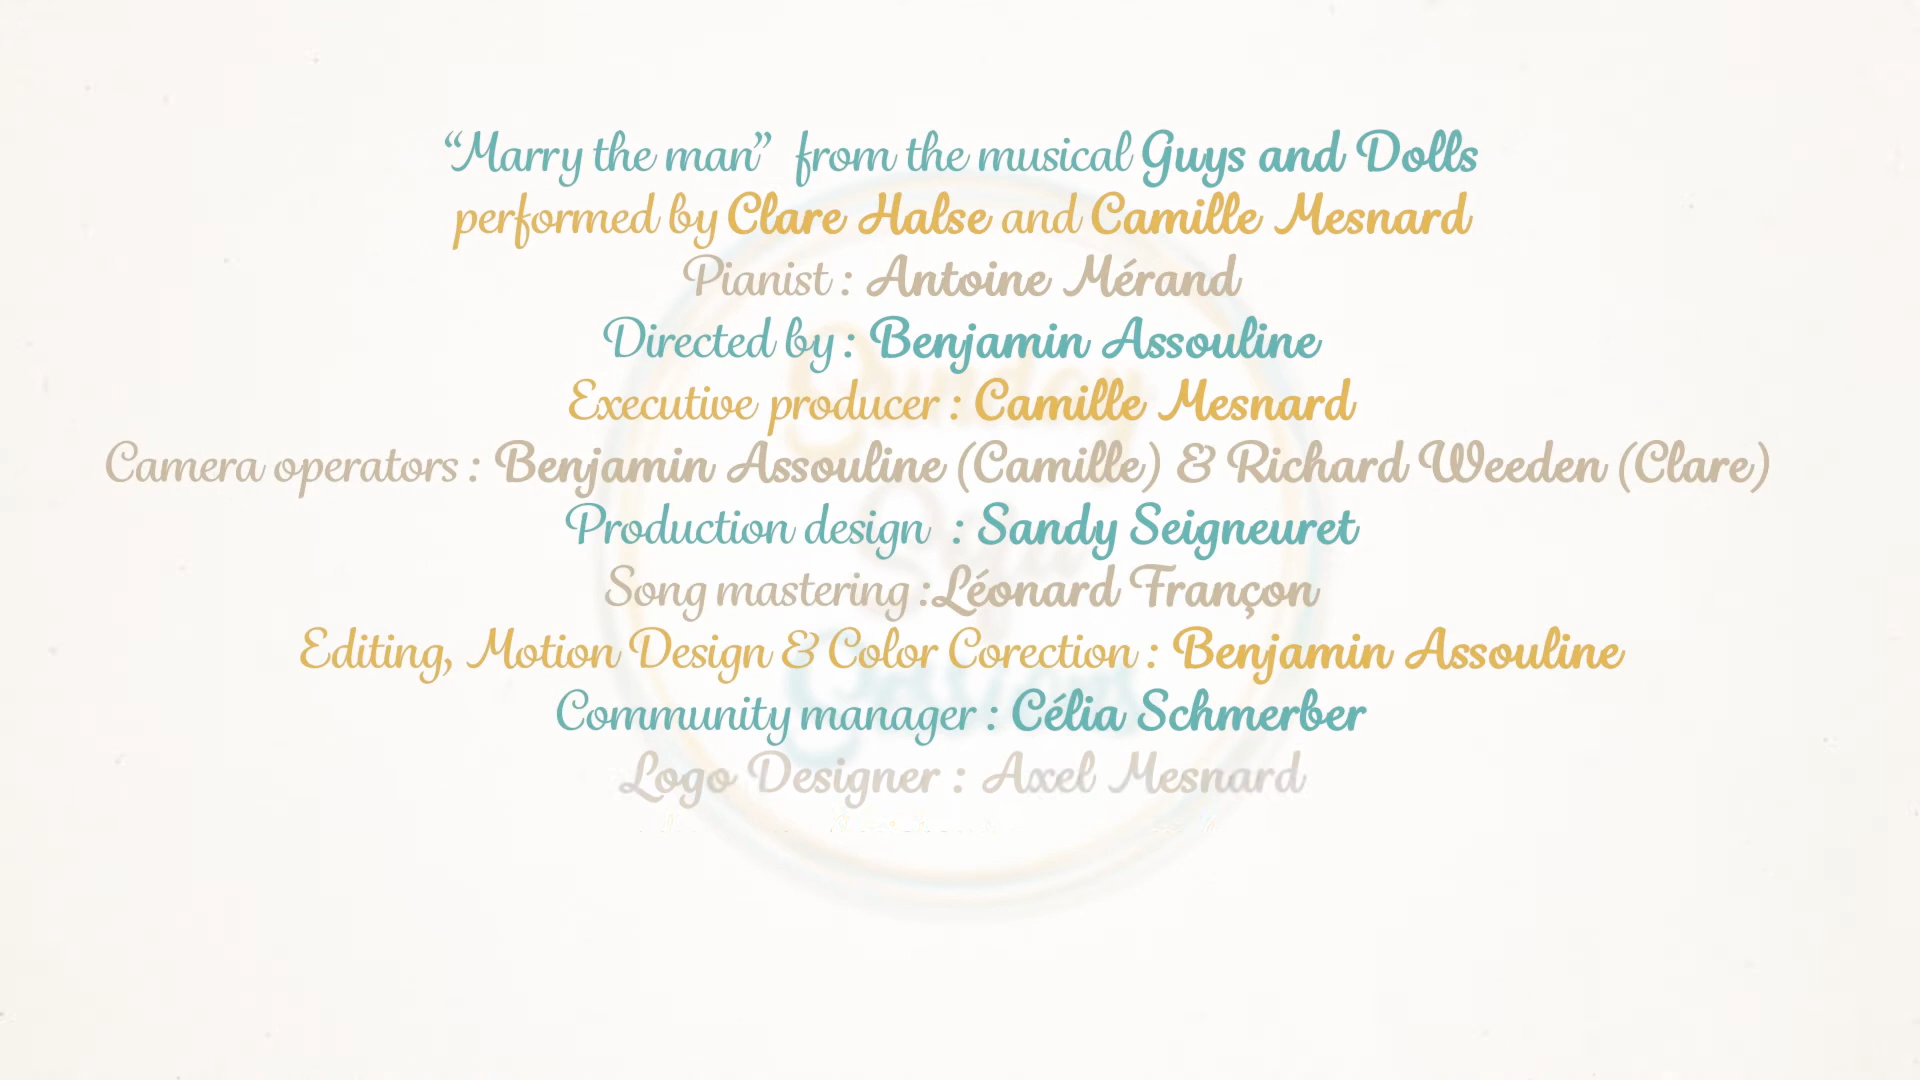 “Marry the man” from the musical Guys and Dolls
performed by Clare Halse and Camille Mesnard
Pianist : Antoine Mérand
Directed by : Benjamin Assouline
Executive producer : Camille Mesnard
Camera operators : Benjamin Assouline (Camille) & Richard Weeden (Clare)
Production design : Sandy Seigneuret
Song mastering :Léonard Françon
Editing, Motion Design & Color Corection : Benjamin Assouline
Community manager : Célia Schmerber
Logo Designer : Axel Mesnard